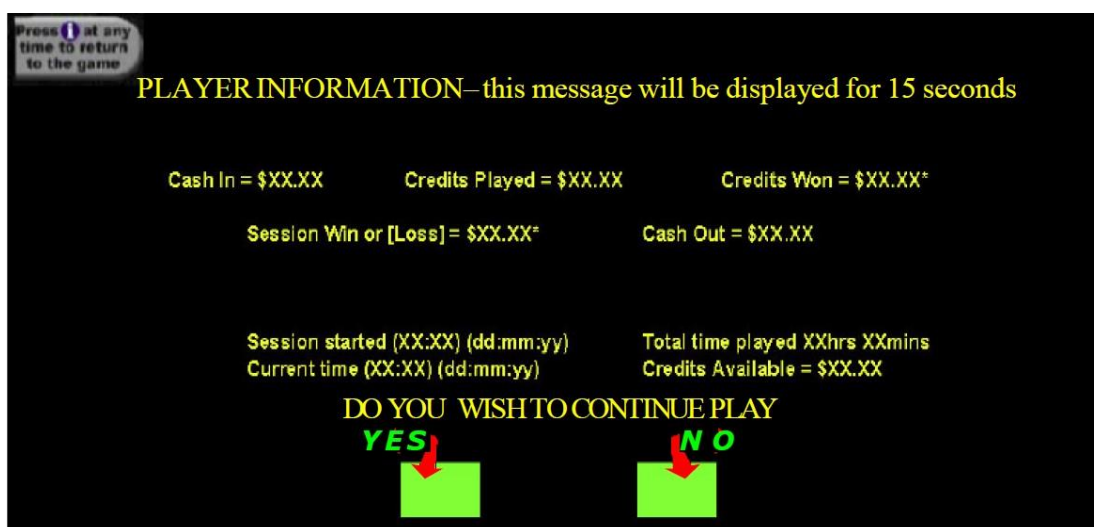 Press i at any
time to return
to the game
PLAYER INFORMATION–this message will be displayed for 15 seconds
Cash In = $XX.XX Credits Played = $XX.XX Credits Won = $XX.XX*
Session Win or [Loss] = $XX.XX* Cash Out = $XX.XX
Session started (XX:XX) (dd:mm:yy) Total time played XXhrs XXmins
Current time (XX:XX) (dd:mm:yy) Credits Available = $XX.XX
DO YOU WISH TO CONTINUE PLAY
YES NO